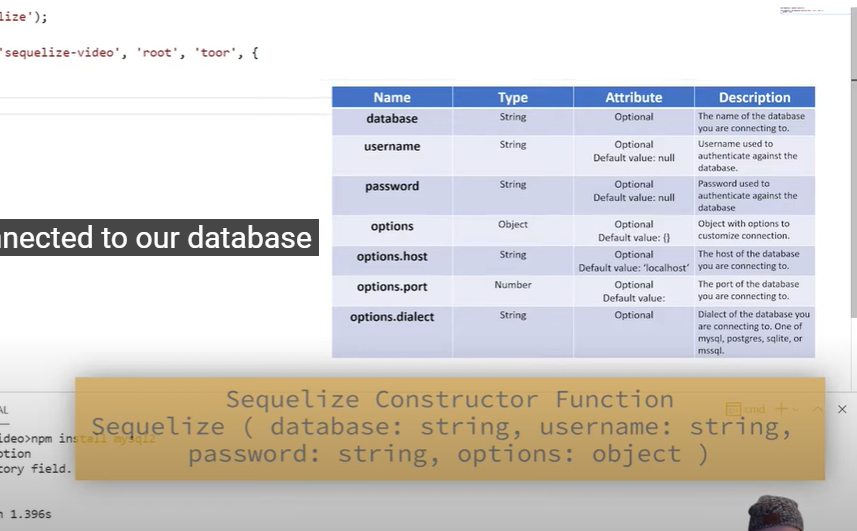 lize');
'sequelize-video', 'root', 'toor', {
Name Type Attribute Description
database String Optional The name of the database
you are connecting to.
username String Optional
Default value: null Username used to
authenticate against the
database.
password String Optional
Default value: null Password used to
authenticate against the
database
options Object Optional
Default value: {} Object with options to
customize connection.
options.host String Optional
Default value: 'localhost' The host of the database
you are connecting to.
options.port Number Optional
Default value: The port of the database
you are connecting to.
options.dialect String Optional Dialect of the database you
are connecting to. One of
mysql, postgres, sqlite, or
mssql.
nnected to our database
Sequelize Constructor Function
Sequelize ( database: string, username: string,
password: string, options: object )
AL
cmd
ideo>npm install mysql2
ption
tory field.
n 1.396s